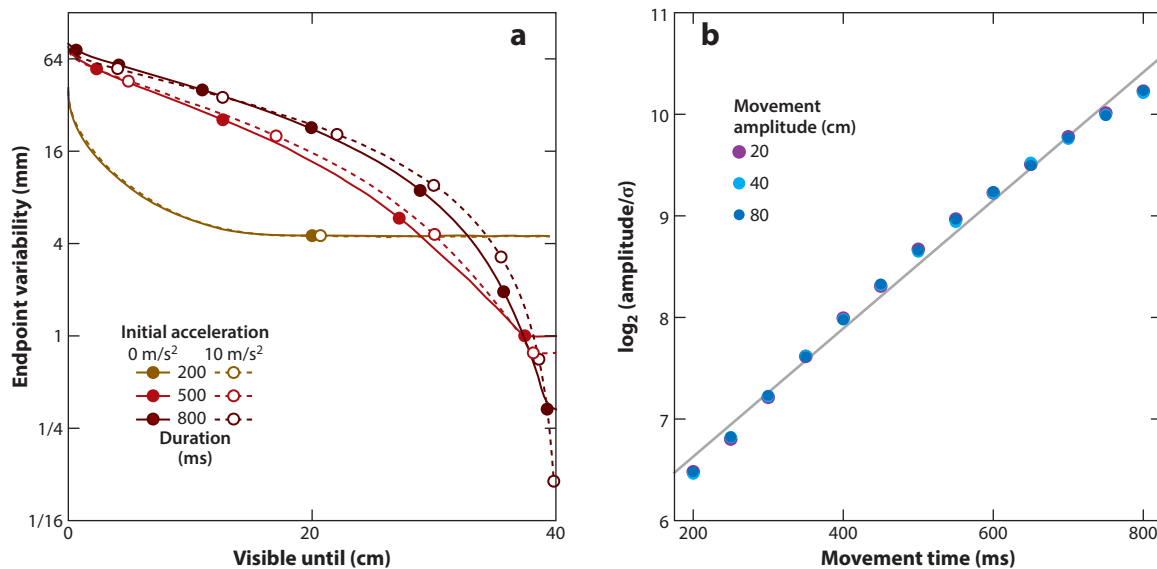 a
Endpoint variability (mm)
64
16
4
1
1/4
1/16
Initial acceleration
0 m/s² 10 m/s²
200
500
800
Duration
(ms)
0 20 40
Visible until (cm)
b
log₂ (amplitude/σ)
11
10
9
8
7
6
Movement
amplitude (cm)
20
40
80
200 400 600 800
Movement time (ms)